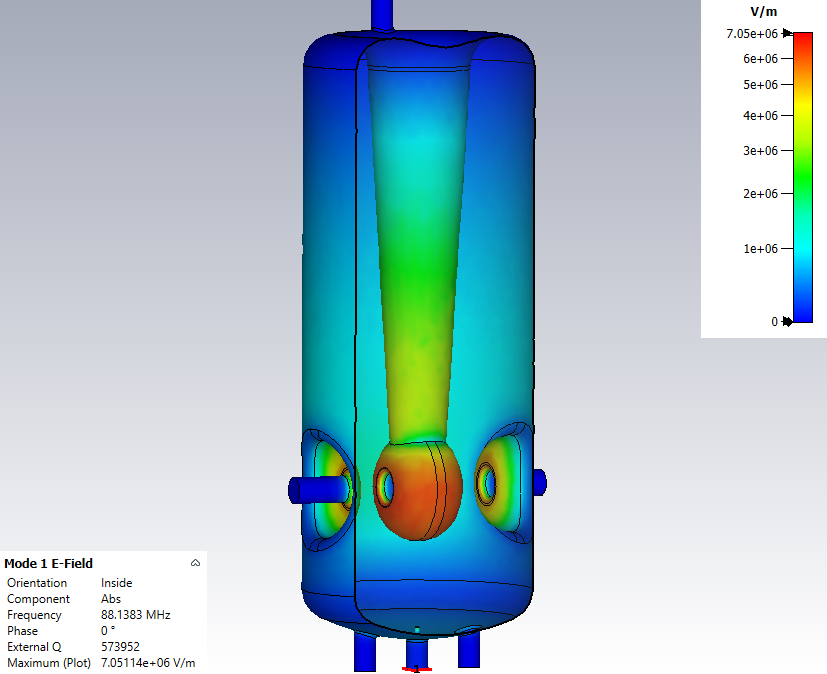 V/m
7.05e+06
6e+06
5e+06
4e+06
3e+06
2e+06
1e+06
0
Mode 1 E-Field
Orientation Inside
Component Abs
Frequency 88.1383 MHz
Phase 0 °
External Q 573952
Maximum (Plot) 7.05114e+06 V/m
1